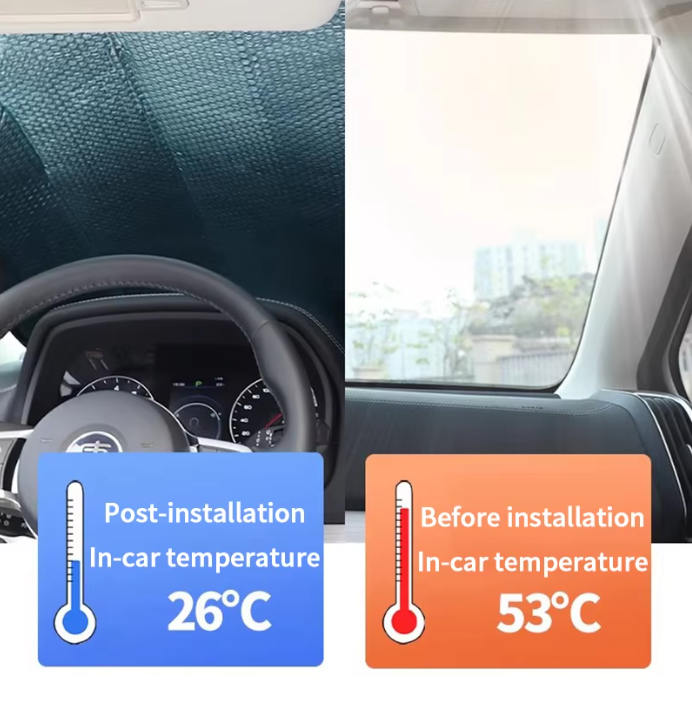 Post-installation
In-car temperature
26°C
Before installation
In-car temperature
53°C